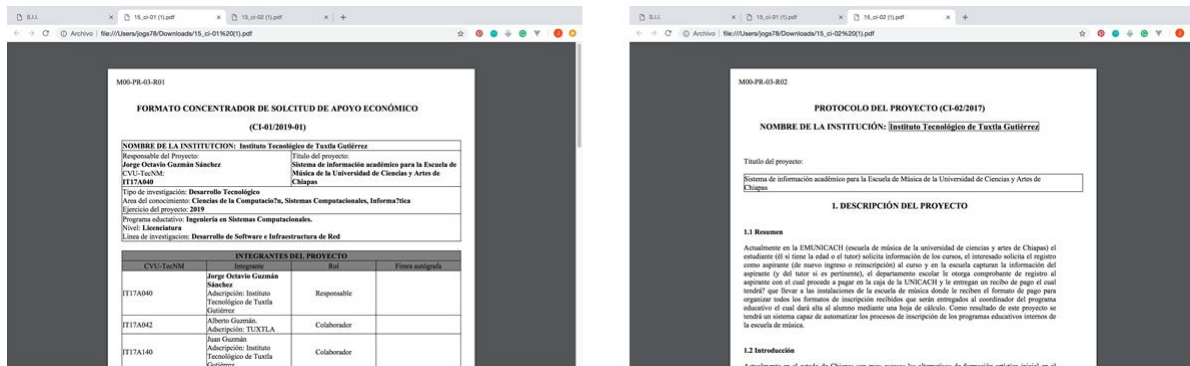 S.I.I.
15_ci-01 (1).pdf
15_ci-02 (1).pdf
Archivo | file:///Users/jogs78/Downloads/15_ci-01%20(1).pdf
M00-PR-03-R01
FORMATO CONCENTRADOR DE SOLCITUD DE APOYO ECONÓMICO
(CI-01/2019-01)
NOMBRE DE LA INSTITUTCION: Instituto Tecnológico de Tuxtla Gutiérrez
Responsable del Proyecto:
Jorge Octavio Guzmán Sánchez
CVU-TecNM:
IT17A040
Titulo del proyecto:
Sistema de información académico para la Escuela de
Música de la Universidad de Ciencias y Artes de
Chiapas
Tipo de investigación: Desarrollo Tecnológico
Area del conocimiento: Ciencias de la Computacio?n, Sistemas Computacionales, Informa?tica
Ejercicio del proyecto: 2019
Programa eductativo: Ingeniería en Sistemas Computacionales.
Nivel: Licenciatura
Linea de investigacion: Desarrollo de Software e Infraestructura de Red
INTEGRANTES DEL PROYECTO
CVU-TecNM Integrante Rol Firma autógrafa
IT17A040
Jorge Octavio Guzmán
Sánchez
Adscripción: Instituto
Tecnológico de Tuxtla
Gutiérrez
Responsable
IT17A042
Alberto Guzmán.
Adscripción: TUXTLA
Colaborador
IT17A140
Juan Guzmán
Adscripción: Instituto
Tecnológico de Tuxtla
Gutiérrez
Colaborador
S.I.I.
15_ci-01 (1).pdf
15_ci-02 (1).pdf
Archivo | file:///Users/jogs78/Downloads/15_ci-02%20(1).pdf
M00-PR-03-R02
PROTOCOLO DEL PROYECTO (CI-02/2017)
NOMBRE DE LA INSTITUCIÓN: Instituto Tecnológico de Tuxtla Gutiérrez
Titutlo del proyecto:
Sistema de información académico para la Escuela de Música de la Universidad de Ciencias y Artes de
Chiapas
1. DESCRIPCIÓN DEL PROYECTO
1.1 Resumen
Actualmente en la EMUNICACH (escuela de música de la universidad de ciencias y artes de Chiapas) el
estudiante (él si tiene la edad o el tutor) solicita información de los cursos, el interesado solicita el registro
como aspirante (de nuevo ingreso o reinscripción) al curso y en la escuela capturan la información del
aspirante (y del tutor si es pertinente), el departamento escolar le otorga comprobante de registro al
aspirante con el cual procede a pagar en la caja de la UNICACH y le entregan un recibo de pago el cual
tendrá? que llevar a las instalaciones de la escuela de música donde le reciben el formato de pago para
organizar todos los formatos de inscripción recibidos que serán entregados al coordinador del programa
educativo el cual dará alta al alumno mediante una hoja de cálculo. Como resultado de este proyecto se
tendrá un sistema capaz de automatizar los procesos de inscripción de los programas educativos internos de
la escuela de música.
1.2 Introducción